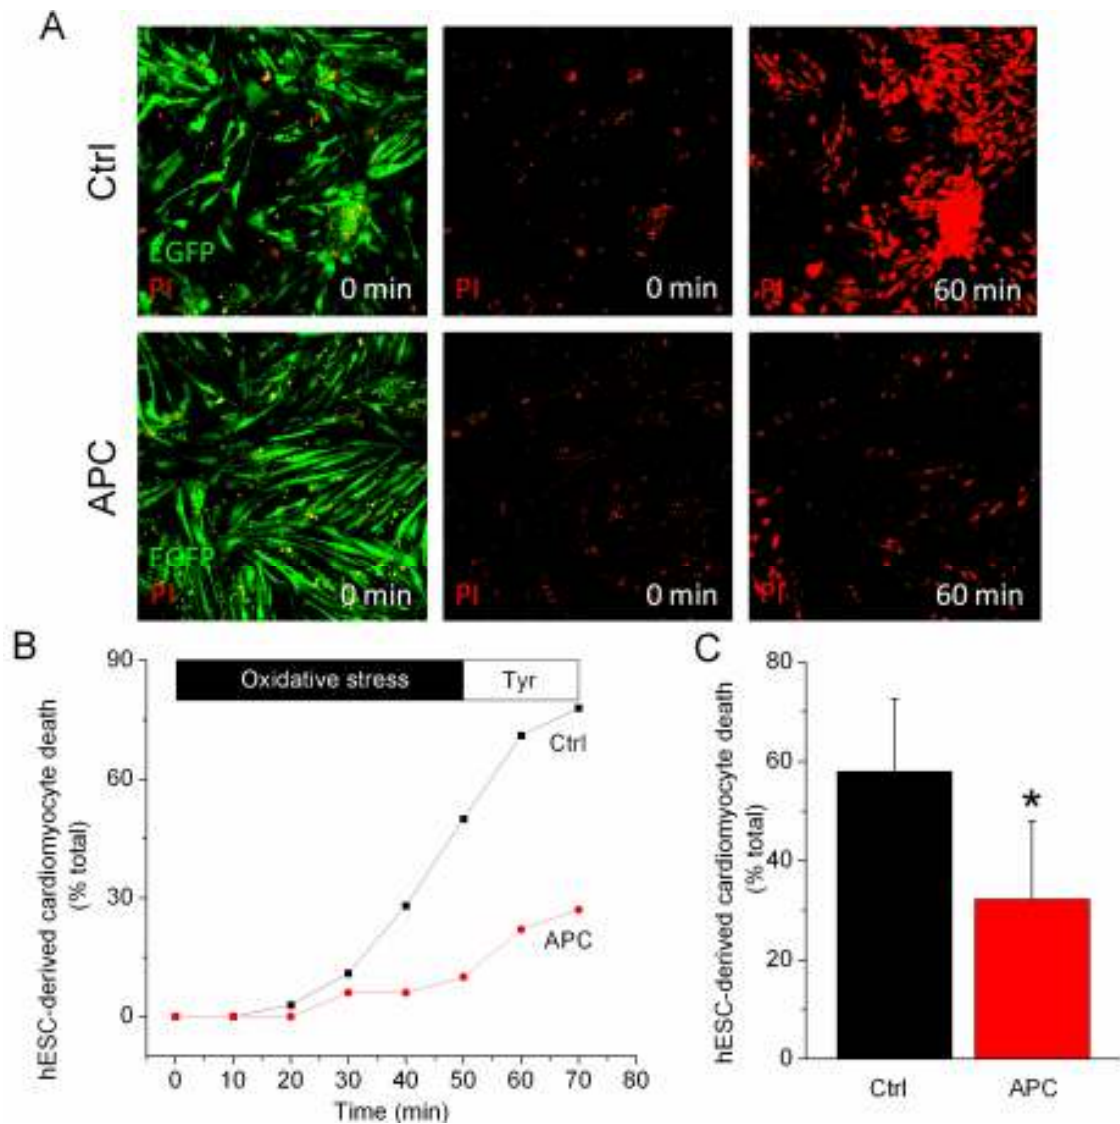 A
Ctrl
EGFP
PI
0 min
PI
0 min
PI
60 min
APC
EGFP
PI
0 min
PI
0 min
PI
60 min
B
hESC-derived cardiomyocyte death
(% total)
90
60
30
0
Oxidative stress
Tyr
Ctrl
APC
0 10 20 30 40 50 60 70 80
Time (min)
C
hESC-derived cardiomyocyte death
(% total)
80
60
40
20
0
*
Ctrl
APC